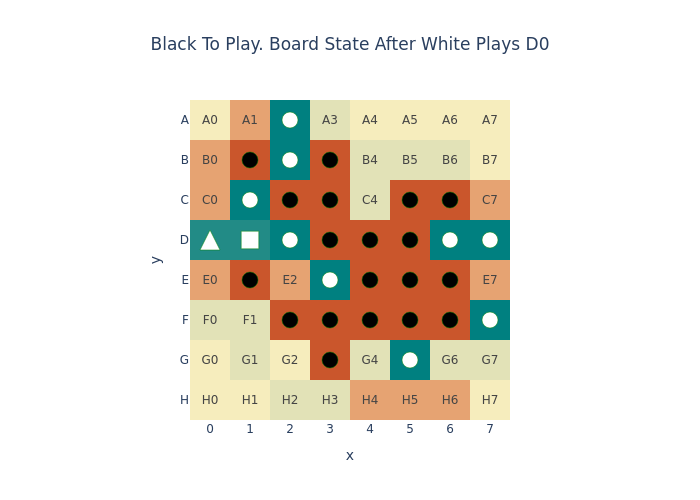 Black To Play. Board State After White Plays D0
A A0 A1 A3 A4 A5 A6 A7
B B0 B4 B5 B6 B7
C C0 C4 C7
D
E E0 E2 E7
F F0 F1
G G0 G1 G2 G4 G6 G7
H H0 H1 H2 H3 H4 H5 H6 H7
0 1 2 3 4 5 6 7
x
y